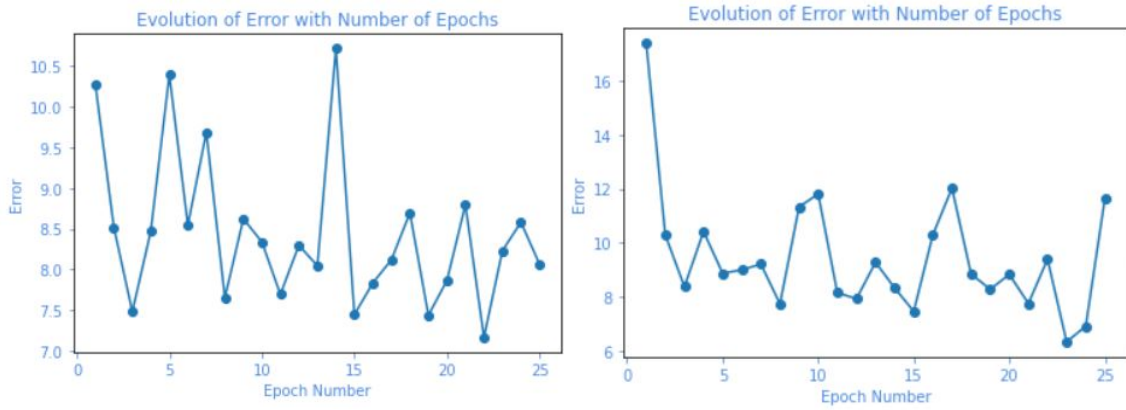 Evolution of Error with Number of Epochs
10.5
10.0
9.5
9.0
8.5
8.0
7.5
7.0
Error
0 5 10 15 20 25
Epoch Number
Evolution of Error with Number of Epochs
16
14
12
10
8
6
Error
0 5 10 15 20 25
Epoch Number